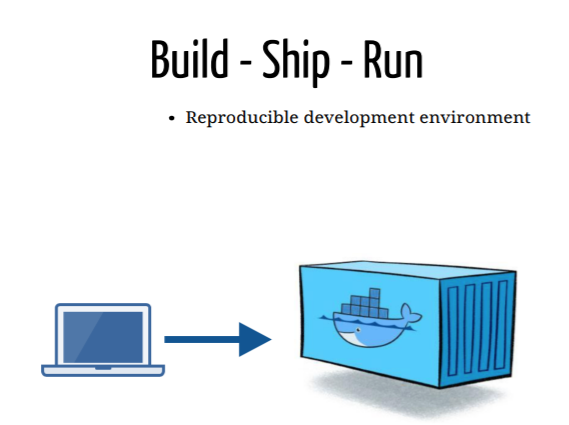 Build - Ship - Run
• Reproducible development environment